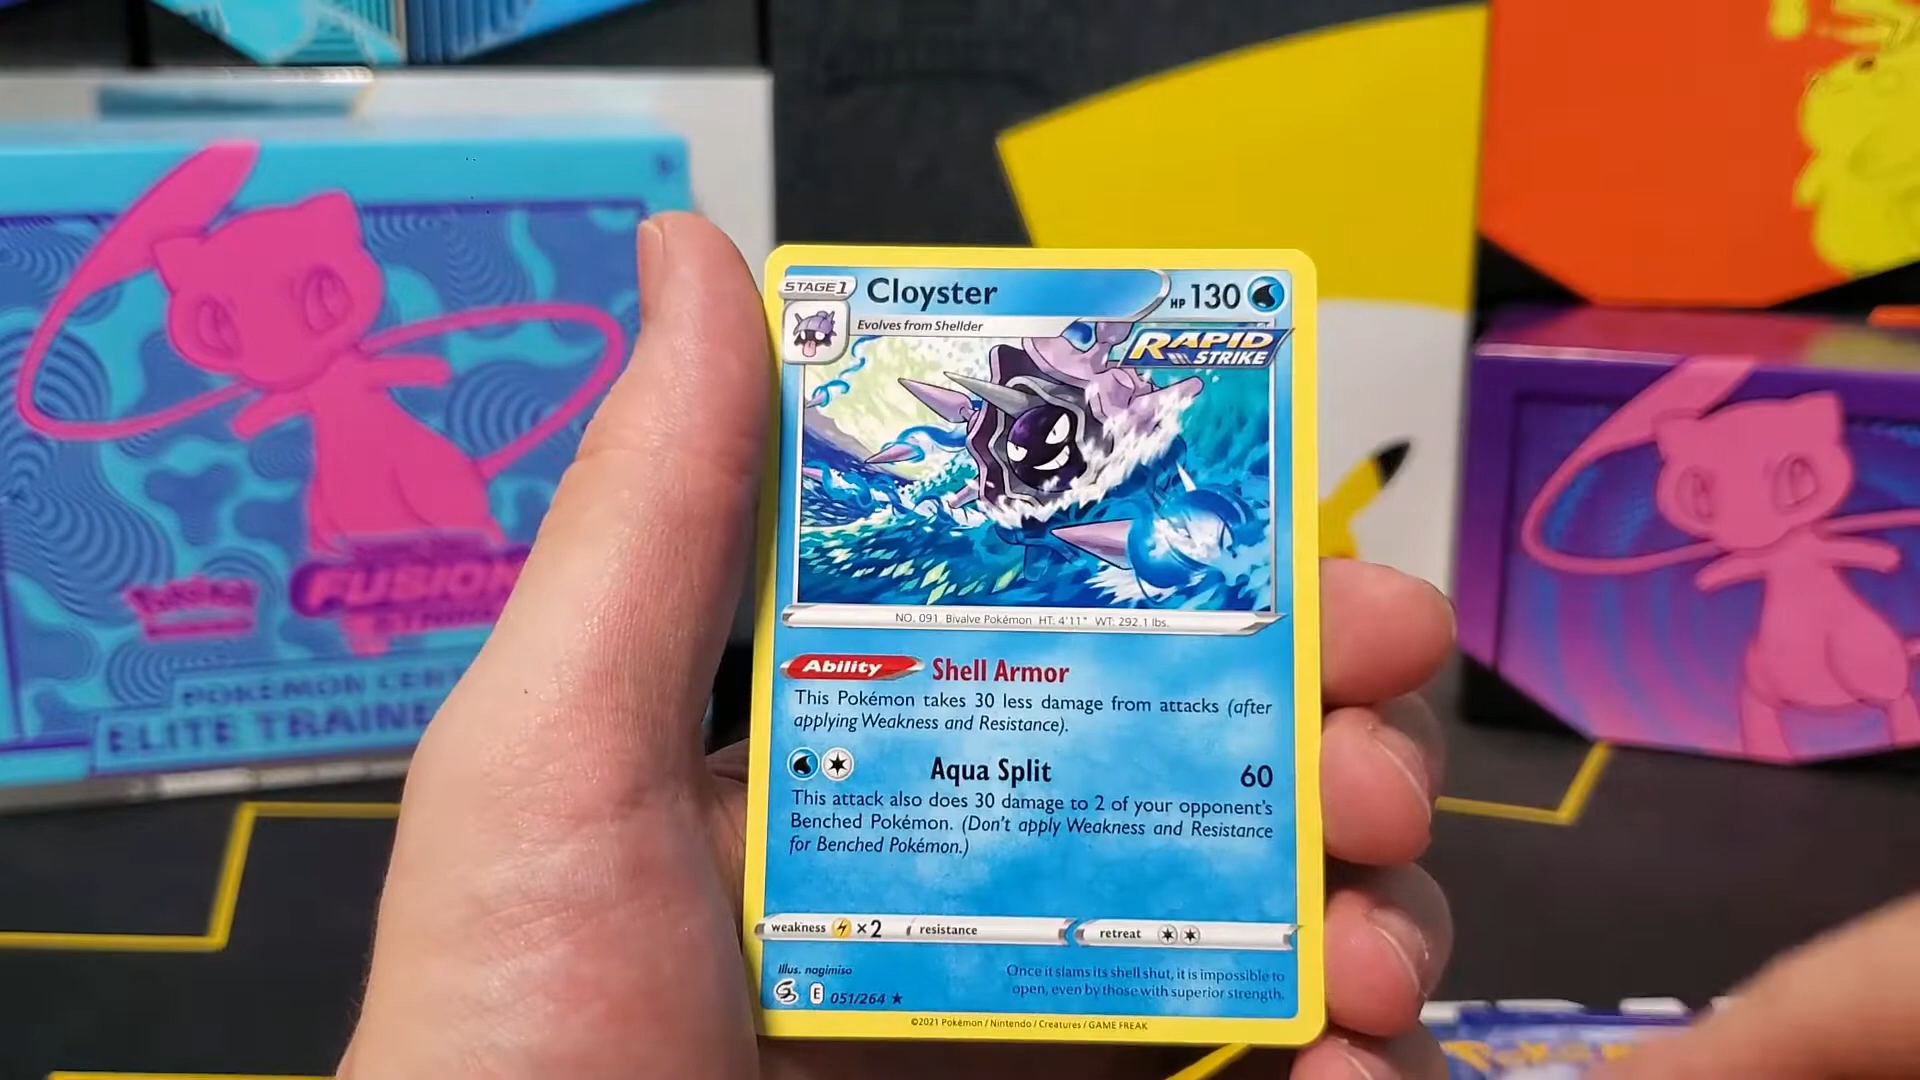 STAGE 1
Cloyster
HP 130
Evolves from Shellder
RAPID
STRIKE
NO. 091 Bivalve Pokémon HT: 4'11" WT: 292.1 lbs.
Ability Shell Armor
This Pokémon takes 30 less damage from attacks (after
applying Weakness and Resistance).
Aqua Split 60
This attack also does 30 damage to 2 of your opponent's
Benched Pokémon. (Don't apply Weakness and Resistance
for Benched Pokémon.)
weakness ×2 resistance retreat
Illus. nagimiso
Once it slams its shell shut, it is impossible to
open, even by those with superior strength.
E 051/264 ★
©2021 Pokémon / Nintendo / Creatures / GAME FREAK
Pokémon
FUSION
POKÉMON CENT
ELITE TRAINE